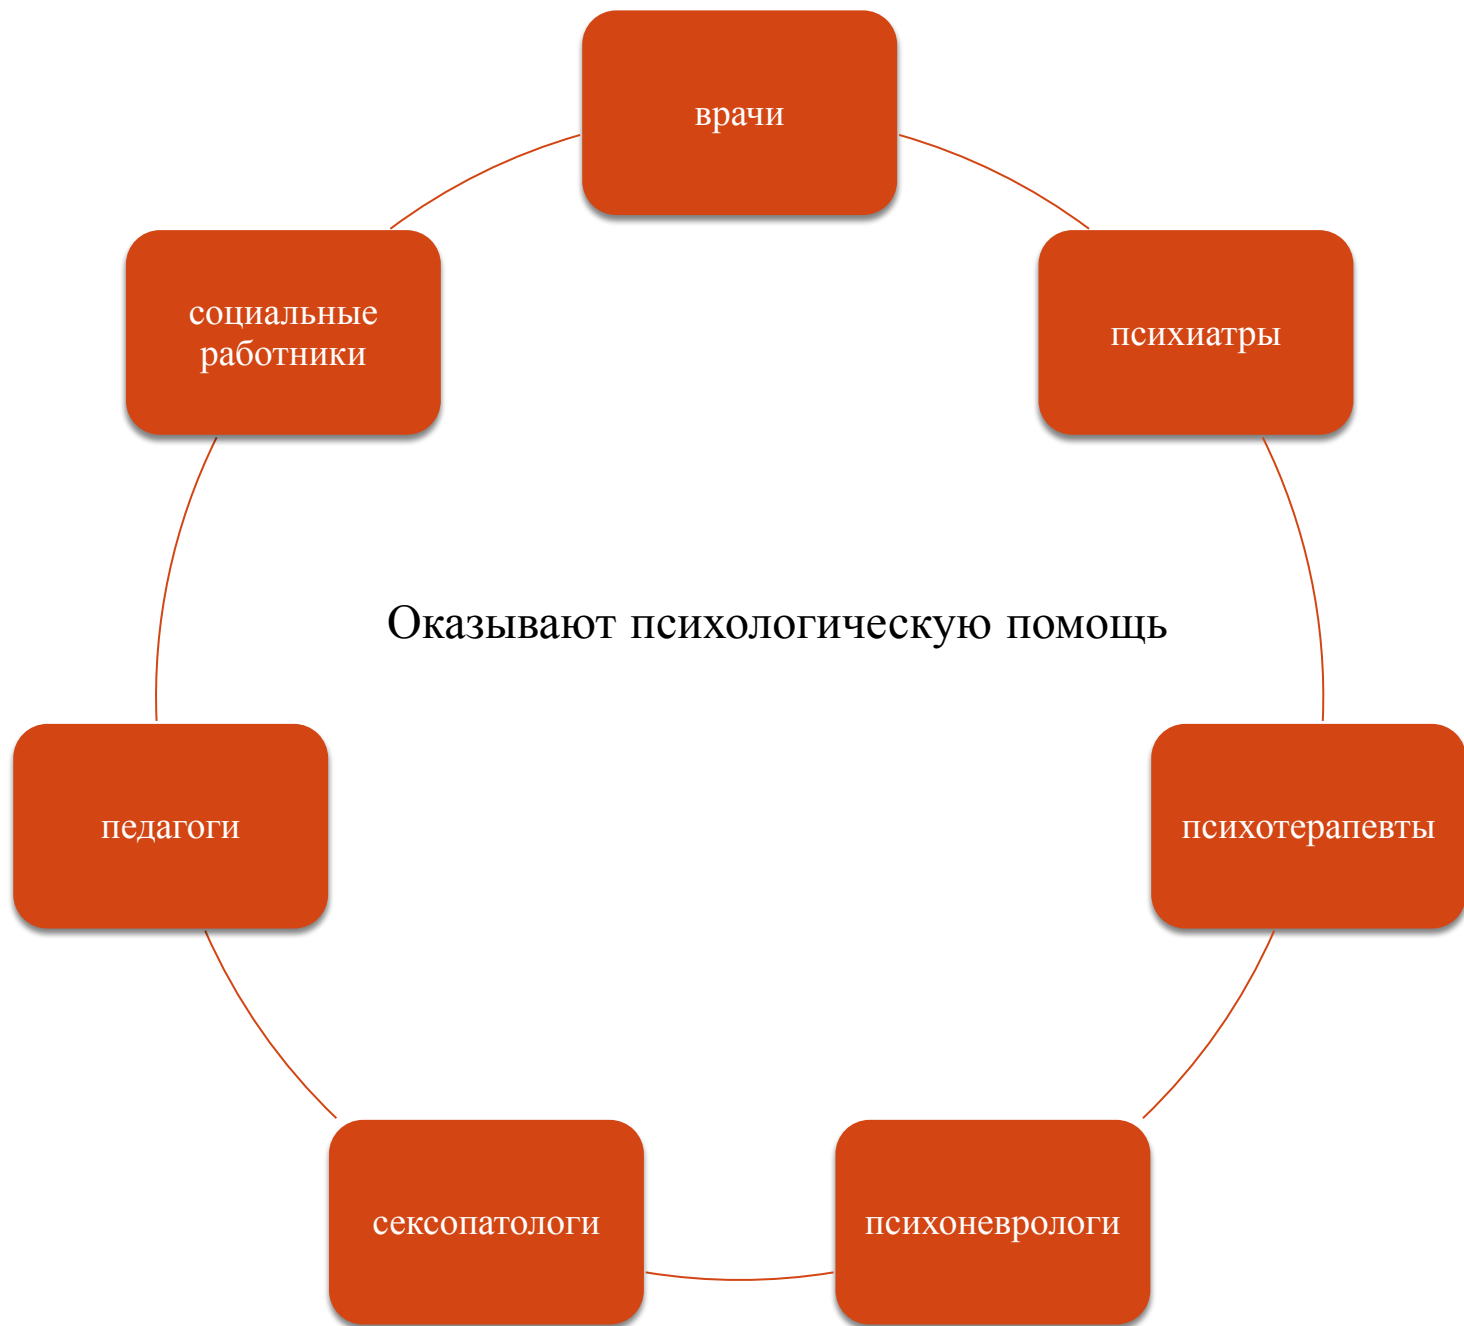 врачи
социальные
работники
психиатры
Оказывают психологическую помощь
педагоги
психотерапевты
сексопатологи
психоневрологи